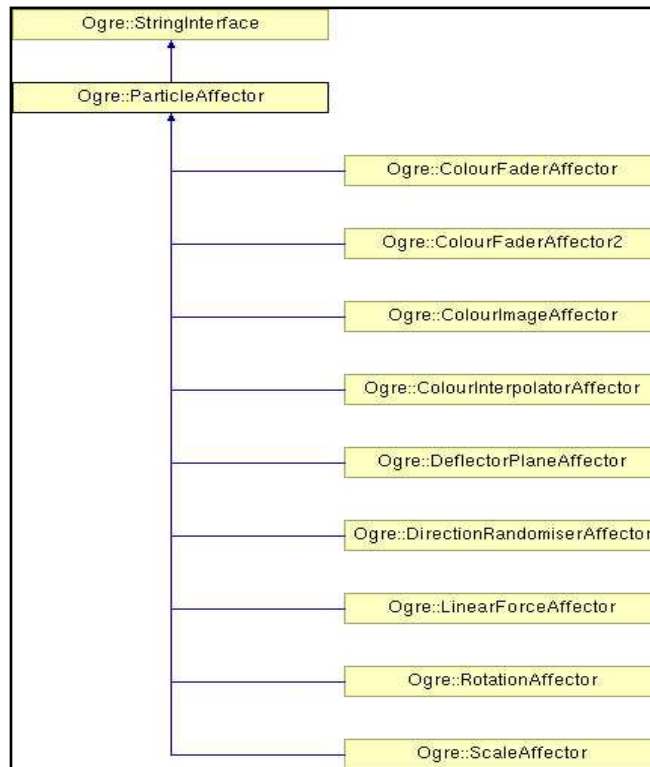 Ogre::StringInterface
Ogre::ParticleAffector
Ogre::ColourFaderAffector
Ogre::ColourFaderAffector2
Ogre::ColourImageAffector
Ogre::ColourInterpolatorAffector
Ogre::DeflectorPlaneAffector
Ogre::DirectionRandomiserAffector
Ogre::LinearForceAffector
Ogre::RotationAffector
Ogre::ScaleAffector